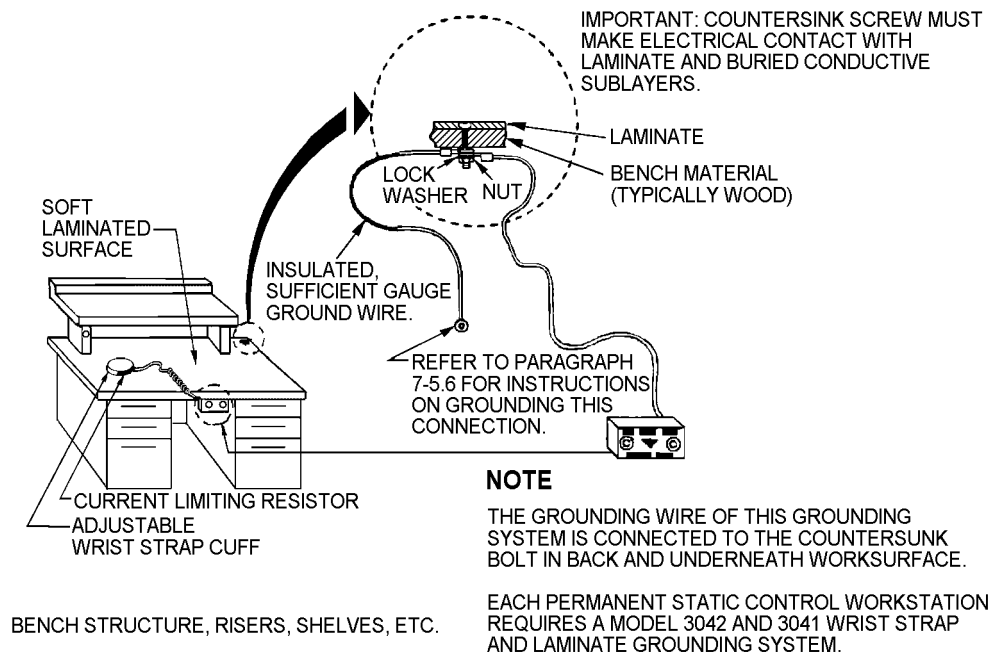 IMPORTANT: COUNTERSINK SCREW MUST
MAKE ELECTRICAL CONTACT WITH
LAMINATE AND BURIED CONDUCTIVE
SUBLAYERS.
LAMINATE
BENCH MATERIAL
(TYPICALLY WOOD)
LOCK
WASHER
NUT
SOFT
LAMINATED
SURFACE
INSULATED,
SUFFICIENT GAUGE
GROUND WIRE.
REFER TO PARAGRAPH
7-5.6 FOR INSTRUCTIONS
ON GROUNDING THIS
CONNECTION.
CURRENT LIMITING RESISTOR
ADJUSTABLE
WRIST STRAP CUFF
NOTE
THE GROUNDING WIRE OF THIS GROUNDING
SYSTEM IS CONNECTED TO THE COUNTERSUNK
BOLT IN BACK AND UNDERNEATH WORKSURFACE.
EACH PERMANENT STATIC CONTROL WORKSTATION
REQUIRES A MODEL 3042 AND 3041 WRIST STRAP
AND LAMINATE GROUNDING SYSTEM.
BENCH STRUCTURE, RISERS, SHELVES, ETC.